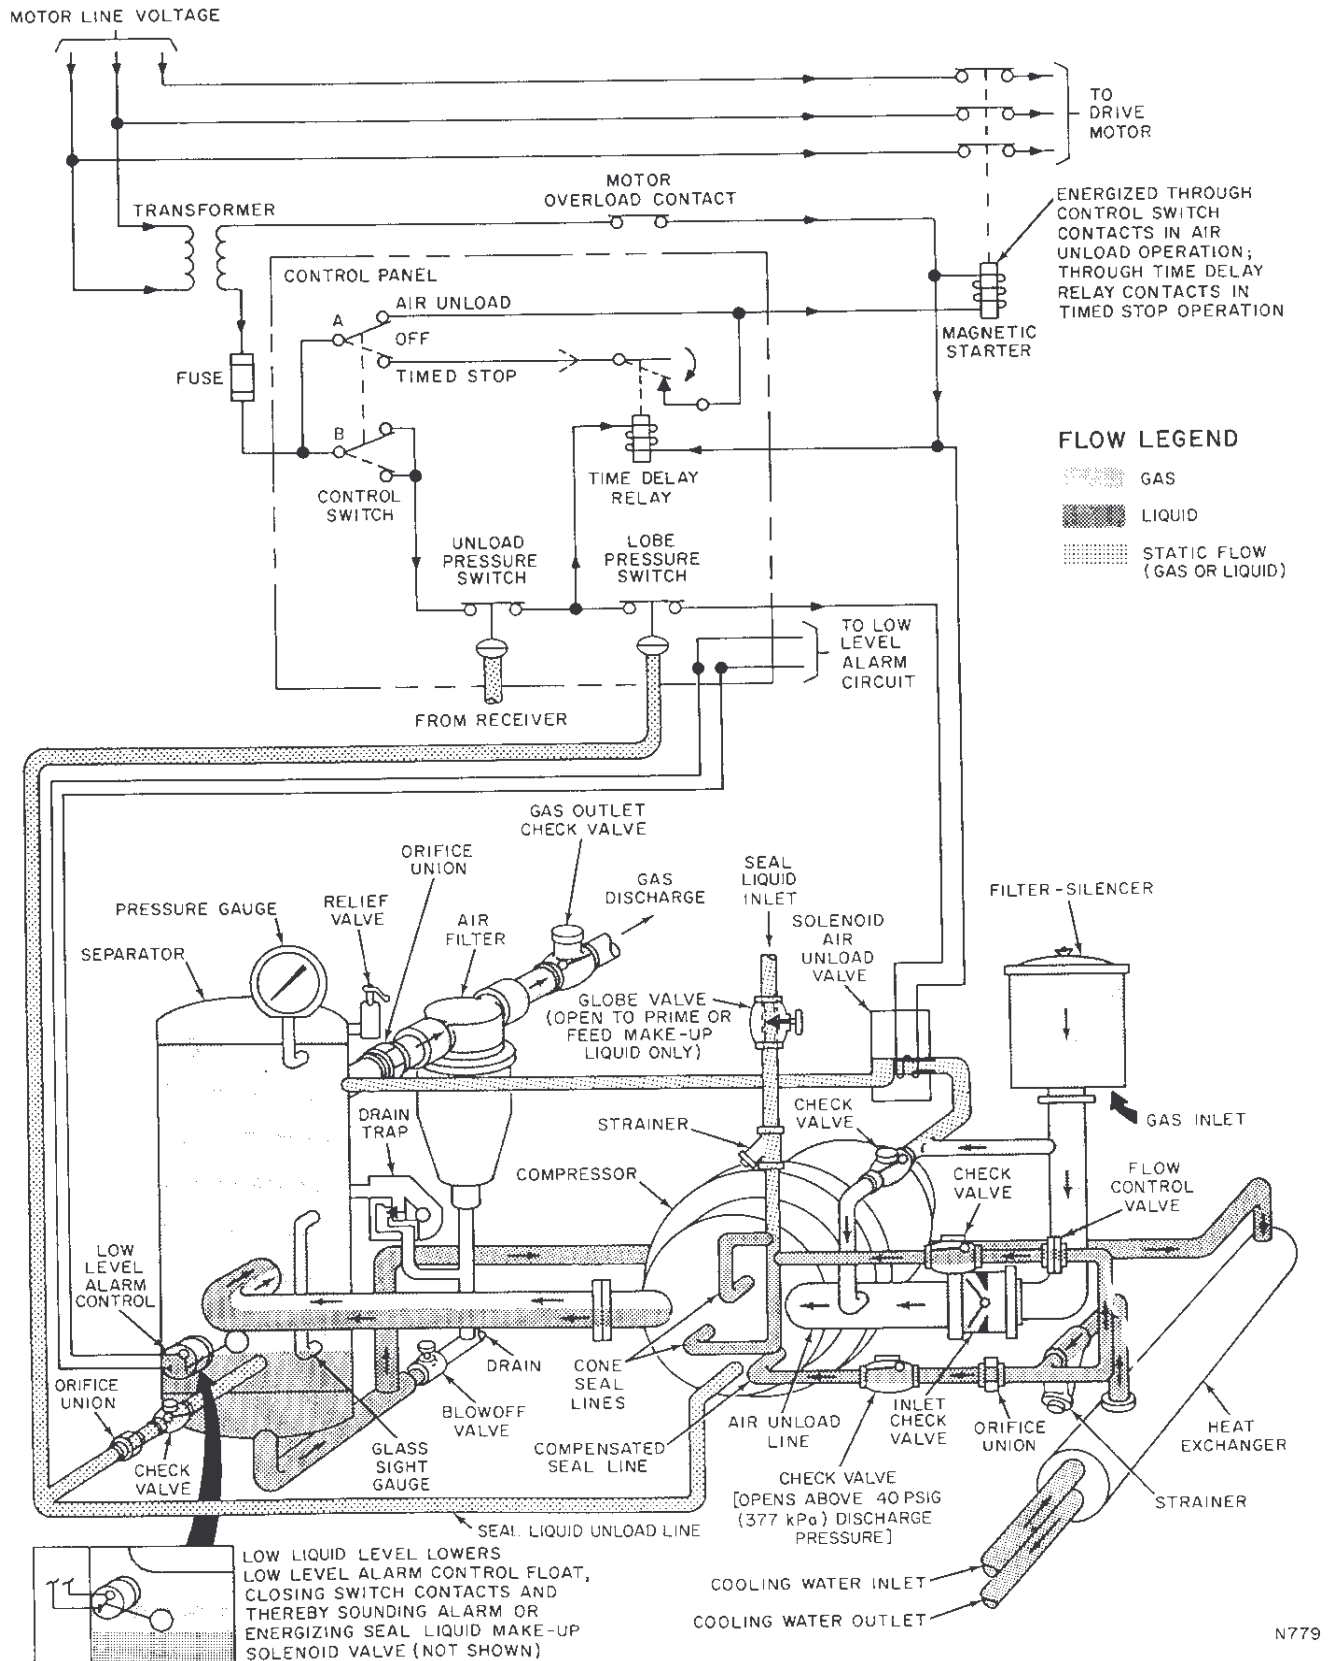 MOTOR LINE VOLTAGE
TO
DRIVE
MOTOR
MOTOR
OVERLOAD CONTACT
TRANSFORMER
ENERGIZED THROUGH
CONTROL SWITCH
CONTACTS IN AIR
UNLOAD OPERATION;
THROUGH TIME DELAY
RELAY CONTACTS IN
TIMED STOP OPERATION
CONTROL PANEL
AIR UNLOAD
A
OFF
MAGNETIC
STARTER
FUSE
TIMED STOP
B
CONTROL
SWITCH
TIME DELAY
RELAY
FLOW LEGEND
GAS
LIQUID
STATIC FLOW
(GAS OR LIQUID)
UNLOAD
PRESSURE
SWITCH
LOBE
PRESSURE
SWITCH
TO LOW
LEVEL
ALARM
CIRCUIT
FROM RECEIVER
GAS OUTLET
CHECK VALVE
ORIFICE
UNION
GAS
DISCHARGE
SEAL
LIQUID
INLET
FILTER-SILENCER
PRESSURE GAUGE
RELIEF
VALVE
AIR
FILTER
SOLENOID
AIR
UNLOAD
VALVE
SEPARATOR
GLOBE VALVE
(OPEN TO PRIME OR
FEED MAKE-UP
LIQUID ONLY)
DRAIN
TRAP
STRAINER
CHECK
VALVE
GAS INLET
COMPRESSOR
CHECK
VALVE
FLOW
CONTROL
VALVE
LOW
LEVEL
ALARM
CONTROL
DRAIN
CONE
SEAL
LINES
ORIFICE
UNION
BLOWOFF
VALVE
AIR UNLOAD
LINE
INLET
CHECK
VALVE
ORIFICE
UNION
HEAT
EXCHANGER
CHECK
VALVE
GLASS
SIGHT
GAUGE
COMPENSATED
SEAL LINE
CHECK VALVE
[OPENS ABOVE 40 PSIG
(377 kPa) DISCHARGE
PRESSURE]
STRAINER
SEAL LIQUID UNLOAD LINE
LOW LIQUID LEVEL LOWERS
LOW LEVEL ALARM CONTROL FLOAT,
CLOSING SWITCH CONTACTS AND
THEREBY SOUNDING ALARM OR
ENERGIZING SEAL LIQUID MAKE-UP
SOLENOID VALVE (NOT SHOWN)
COOLING WATER INLET
COOLING WATER OUTLET
N779